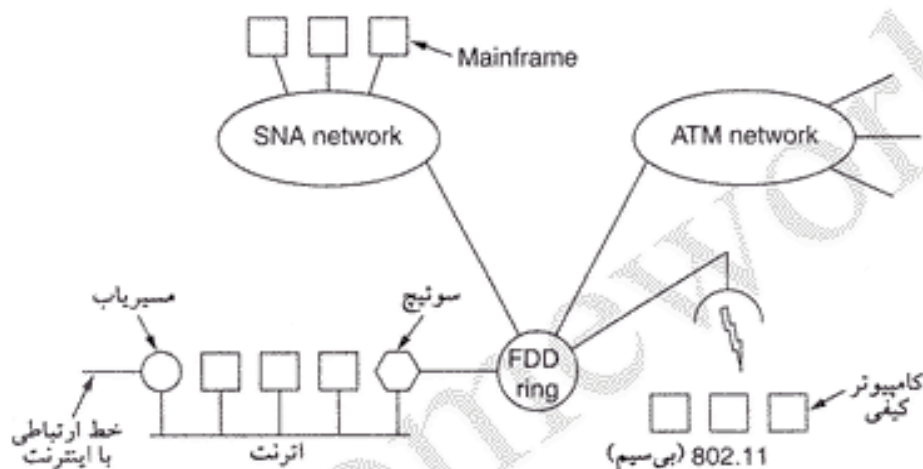 Mainframe
SNA network
ATM network
مسیریاب
سوئیچ
FDD
ring
کامپیوتر
کیفی
خط ارتباطی
با اینترنت
اترنت
802.11 (بی‌سیم)